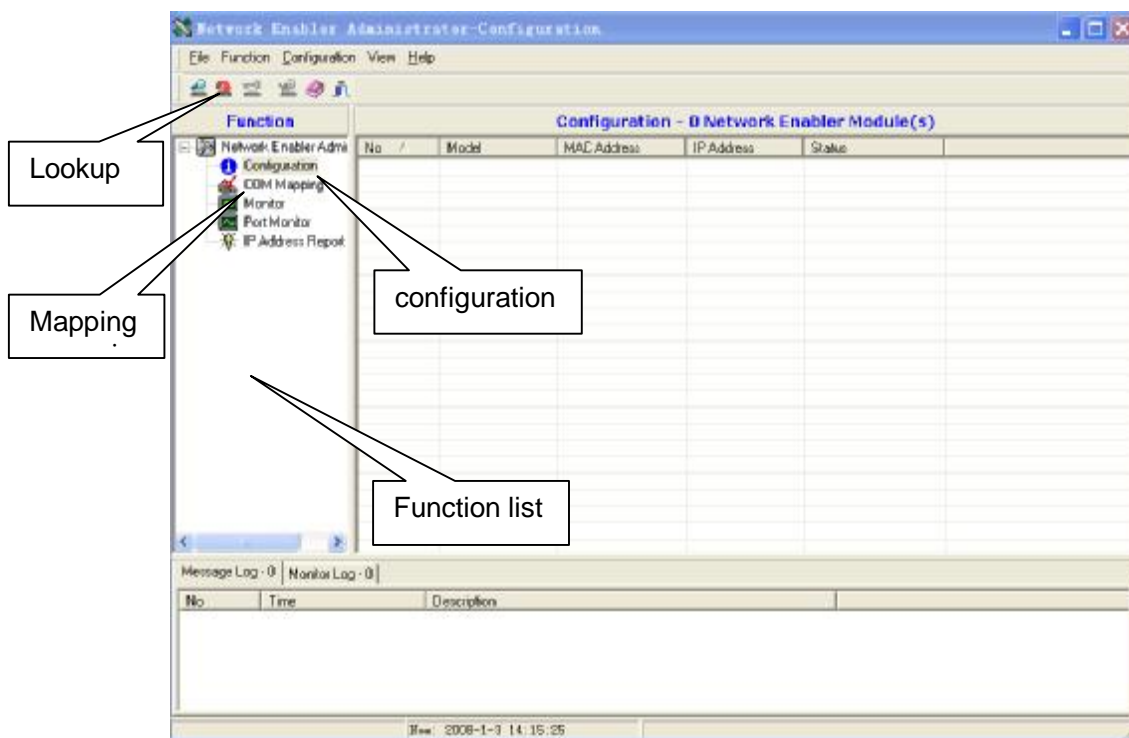 Network Enabler Administrator-Configuration
File Function Configuration View Help
Function
Configuration - 0 Network Enabler Module(s)
Network Enabler Admi
No / Model MAC Address IP Address Status
Configuration
COM Mapping
Monitor
Port Monitor
IP Address Report
Lookup
Mapping
configuration
Function list
Message Log - 0 Monitor Log - 0
No Time Description
Now: 2008-1-3 14:15:25